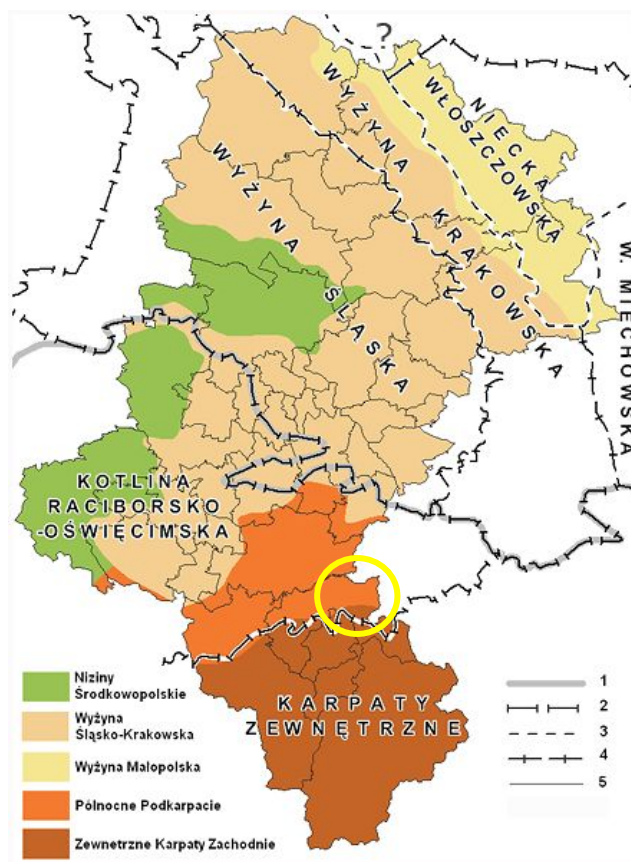 ?
WYŻYNA
NIECKA
WŁOSZCZOWSKA
WYŻYNA
KRAKOWSKA
ŚLĄSKA
W. MIECHOWSKA
KOTLINA
RACIBORSKO
-OŚWIĘCIMSKA
KARPATY
ZEWNĘTRZNE
Niziny
Środkowopolskie
Wyżyna
Śląsko-Krakowska
Wyżyna Malopolska
Północne Podkarpacie
Zewnetrzne Karpaty Zachodnie
1
2
3
4
5